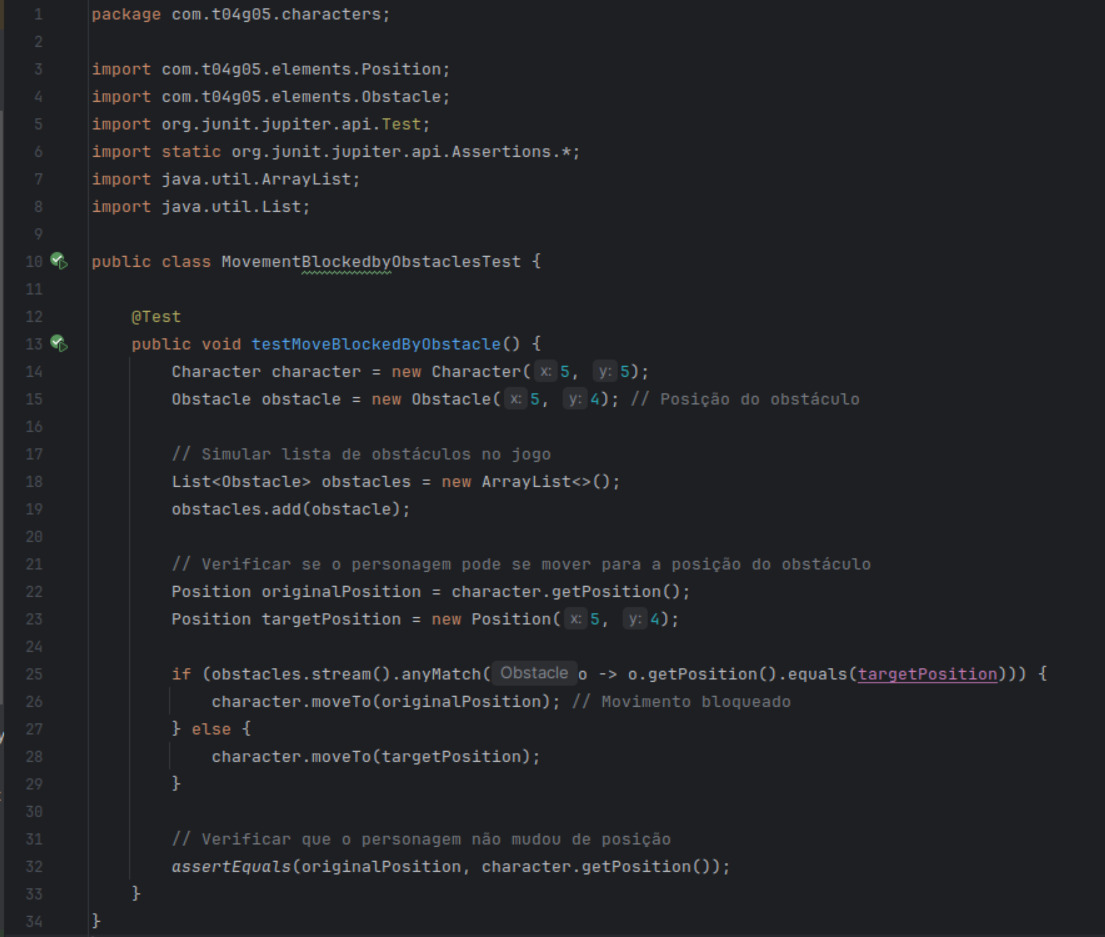 1 package com.t04g05.characters;
2
3 import com.t04g05.elements.Position;
4 import com.t04g05.elements.Obstacle;
5 import org.junit.jupiter.api.Test;
6 import static org.junit.jupiter.api.Assertions.*;
7 import java.util.ArrayList;
8 import java.util.List;
9
10 public class MovementBlockedbyObstaclesTest {
11
12     @Test
13     public void testMoveBlockedByObstacle() {
14         Character character = new Character( x: 5, y: 5);
15         Obstacle obstacle = new Obstacle( x: 5, y: 4); // Posição do obstáculo
16
17         // Simular lista de obstáculos no jogo
18         List<Obstacle> obstacles = new ArrayList<>();
19         obstacles.add(obstacle);
20
21         // Verificar se o personagem pode se mover para a posição do obstáculo
22         Position originalPosition = character.getPosition();
23         Position targetPosition = new Position( x: 5, y: 4);
24
25         if (obstacles.stream().anyMatch( Obstacle o -> o.getPosition().equals(targetPosition))) {
26             character.moveTo(originalPosition); // Movimento bloqueado
27         } else {
28             character.moveTo(targetPosition);
29         }
30
31         // Verificar que o personagem não mudou de posição
32         assertEquals(originalPosition, character.getPosition());
33     }
34 }